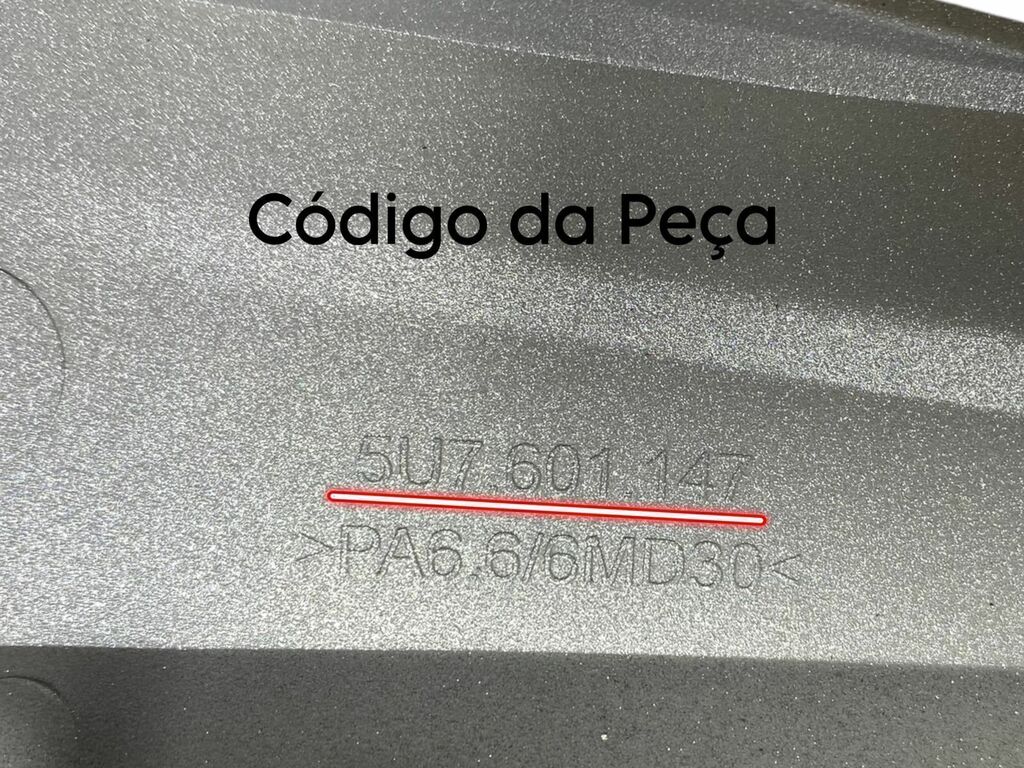 Código da Peça
5U7.601.147
>PA6.6/6MD30<